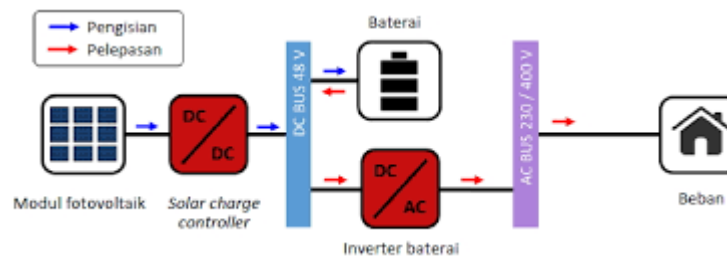 Pengisian
Pelepasan
Baterai
DC BUS 48 V
AC BUS 230 / 400 V
DC
DC
Modul fotovoltaik
Solar charge
controller
DC
AC
Inverter baterai
Beban